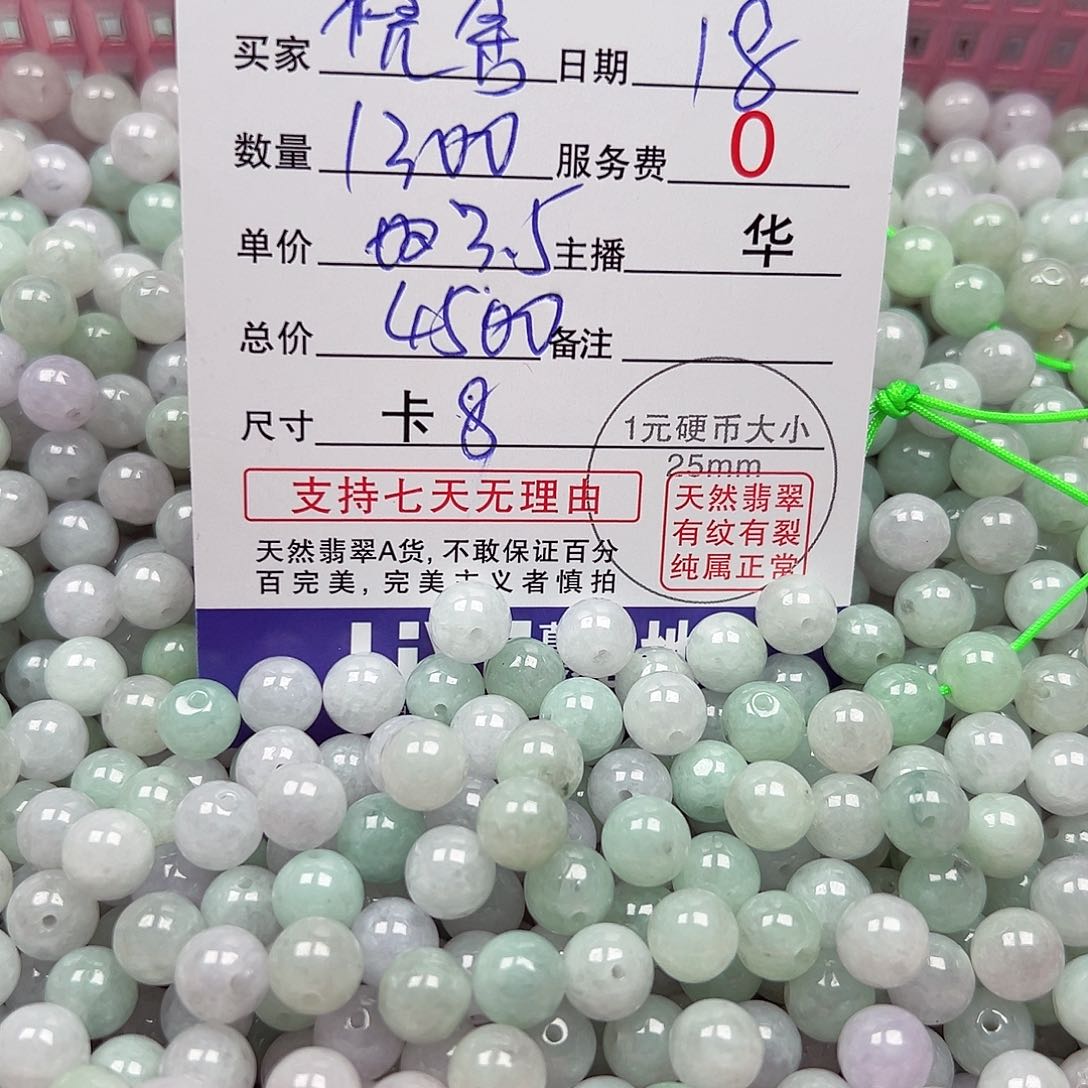 买家 日期 18
数量 1300 服务费 0
单价 3.5 主播 华
总价 4500 备注
尺寸 卡 8
1元硬币大小
25mm
支持七天无理由
天然翡翠
有纹有裂
纯属正常
天然翡翠A货,不敢保证百分
百完美,完美主义者慎拍